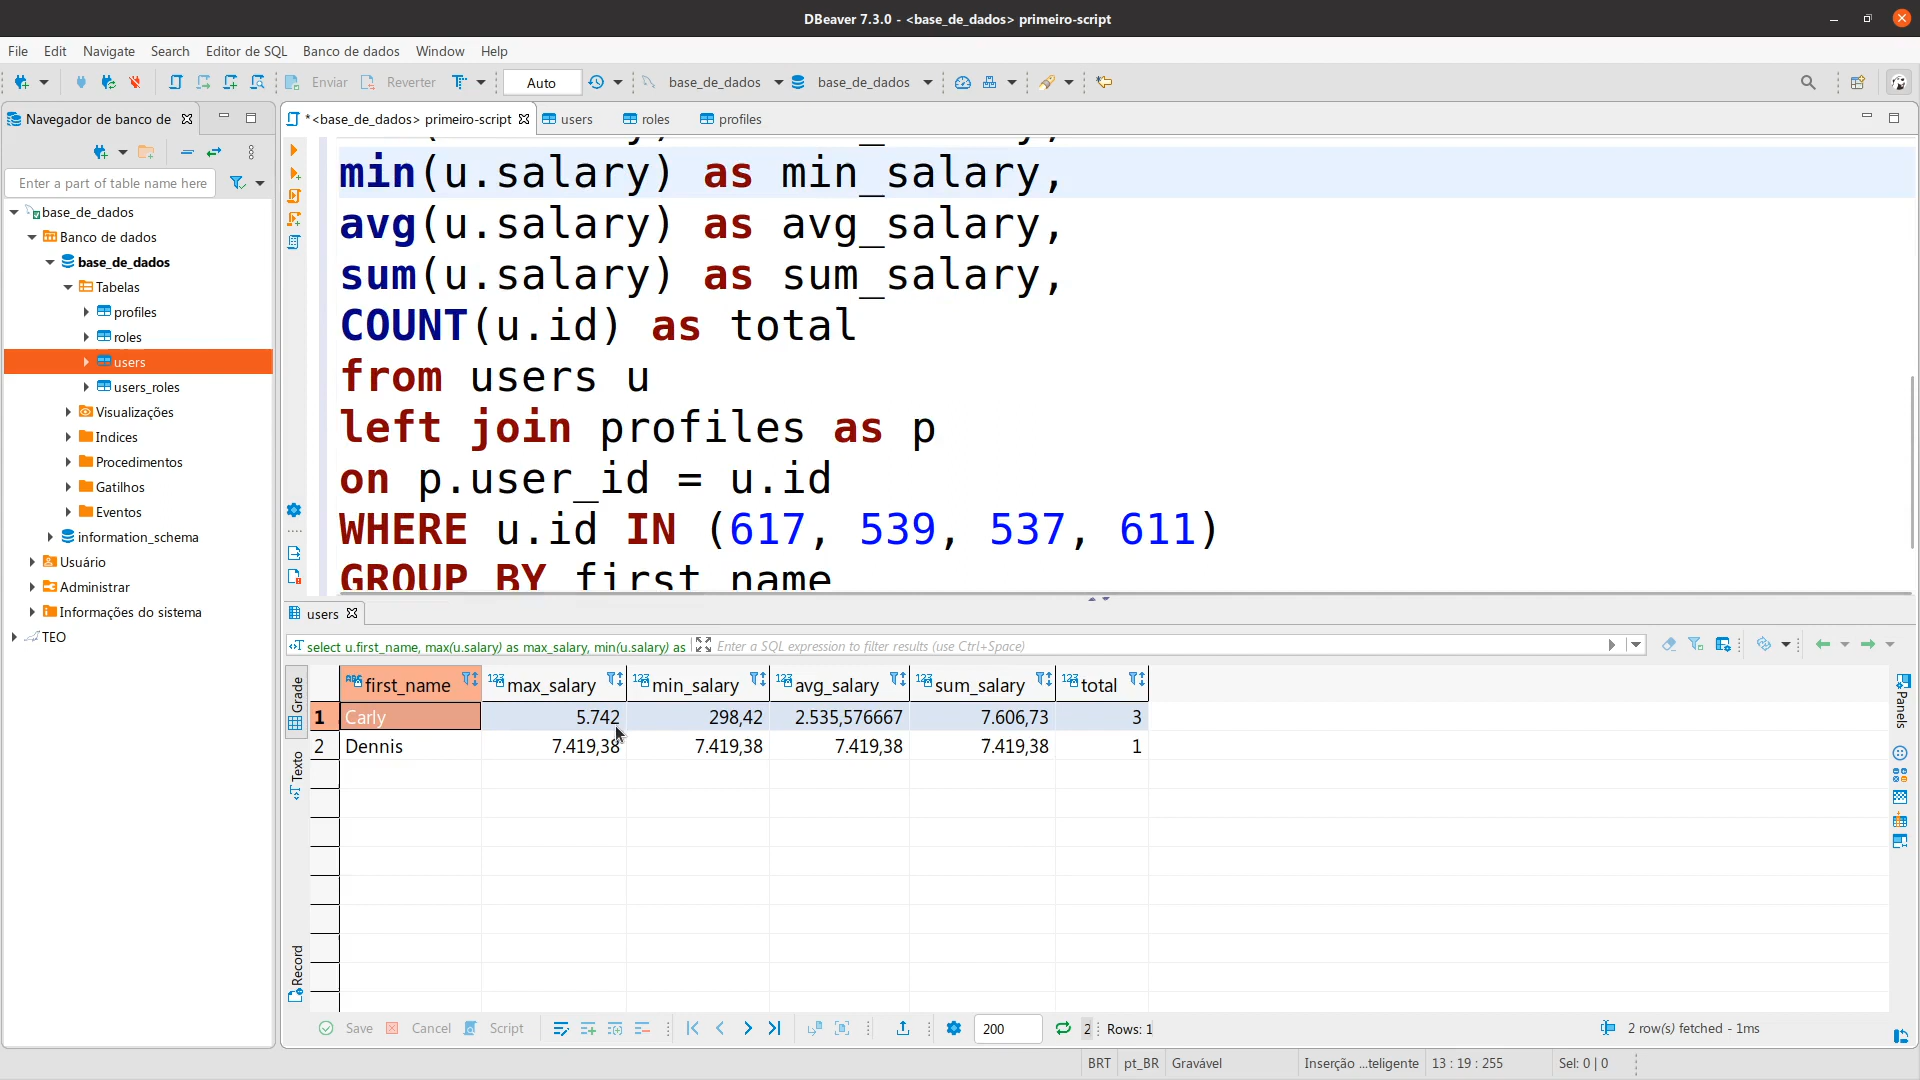 DBeaver 7.3.0 - <base_de_dados> primeiro-script
File Edit Navigate Search Editor de SQL Banco de dados Window Help
Enviar Reverter Auto base_de_dados base_de_dados
Navegador de banco de
*<base_de_dados> primeiro-script users roles profiles
Enter a part of table name here
base_de_dados
Banco de dados
base_de_dados
Tabelas
profiles
roles
users
users_roles
Visualizações
Indices
Procedimentos
Gatilhos
Eventos
information_schema
Usuário
Administrar
Informações do sistema
TEO
min(u.salary) as min_salary,
avg(u.salary) as avg_salary,
sum(u.salary) as sum_salary,
COUNT(u.id) as total
from users u
left join profiles as p
on p.user_id = u.id
WHERE u.id IN (617, 539, 537, 611)
GROUP BY first_name
users
select u.first_name, max(u.salary) as max_salary, min(u.salary) as Enter a SQL expression to filter results (use Ctrl+Space)
Grade
Texto
Record
Panels
first_name max_salary min_salary avg_salary sum_salary total
1 Carly 5.742 298,42 2.535,576667 7.606,73 3
2 Dennis 7.419,38 7.419,38 7.419,38 7.419,38 1
Save Cancel Script 200 2 Rows: 1 2 row(s) fetched - 1ms
BRT pt_BR Gravável Inserção ...teligente 13 : 19 : 255 Sel: 0 | 0